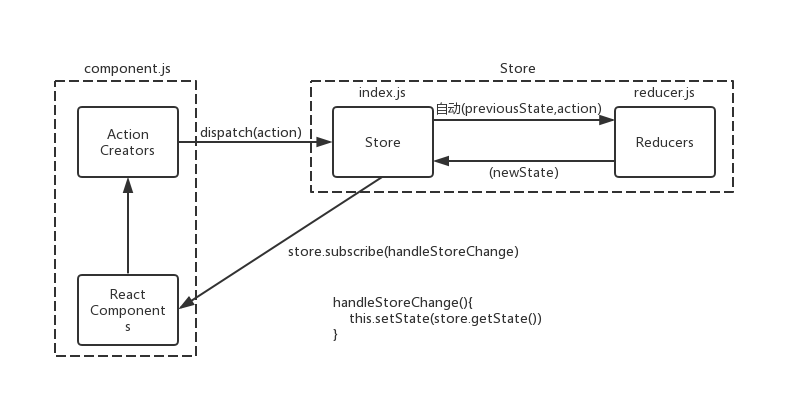 component.js
Store
index.js
reducer.js
自动(previousState,action)
Action
Creators
dispatch(action)
Store
Reducers
(newState)
store.subscribe(handleStoreChange)
React
Component
s
handleStoreChange(){
    this.setState(store.getState())
}